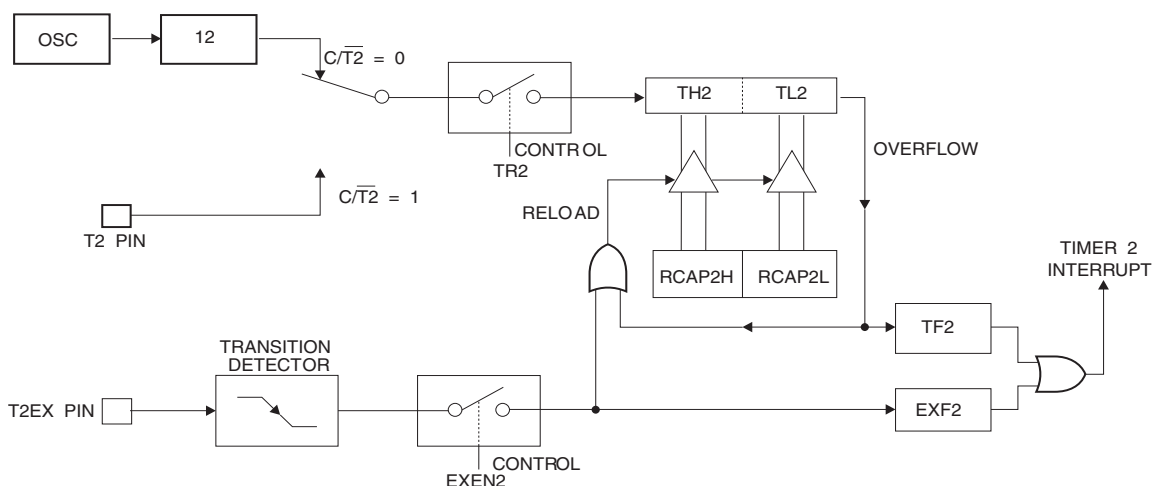 OSC
12
C/T2 = 0
TH2
TL2
CONTROL
TR2
OVERFLOW
C/T2 = 1
RELOAD
T2 PIN
TIMER 2
INTERRUPT
RCAP2H
RCAP2L
TF2
TRANSITION
DETECTOR
T2EX PIN
EXF2
CONTROL
EXEN2